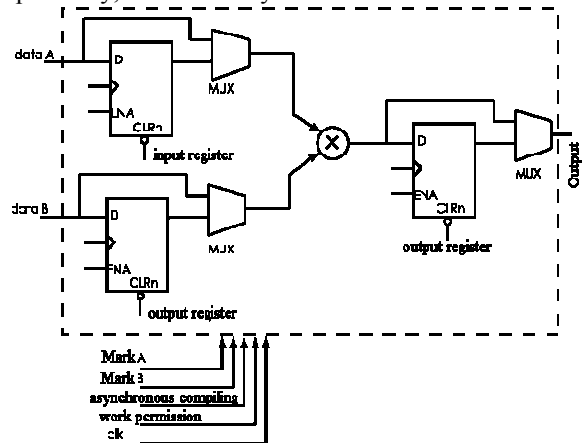 data A
D
ENA
CLRn
MUX
input register
data B
D
ENA
CLRn
MUX
output register
X
D
ENA
CLRn
MUX
output register
Output
Mark A
Mark B
asynchronous compiling
work permission
clk